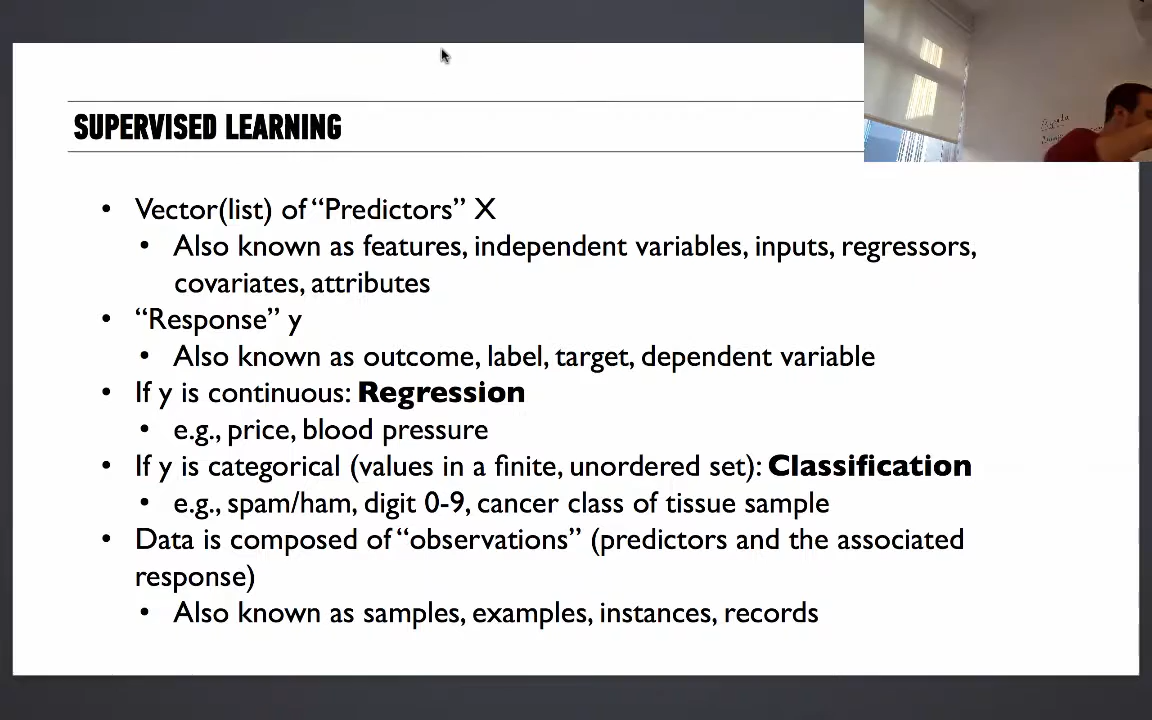 SUPERVISED LEARNING
• Vector(list) of “Predictors” X
• Also known as features, independent variables, inputs, regressors,
covariates, attributes
• “Response” y
• Also known as outcome, label, target, dependent variable
• If y is continuous: Regression
• e.g., price, blood pressure
• If y is categorical (values in a finite, unordered set): Classification
• e.g., spam/ham, digit 0-9, cancer class of tissue sample
• Data is composed of “observations” (predictors and the associated
response)
• Also known as samples, examples, instances, records